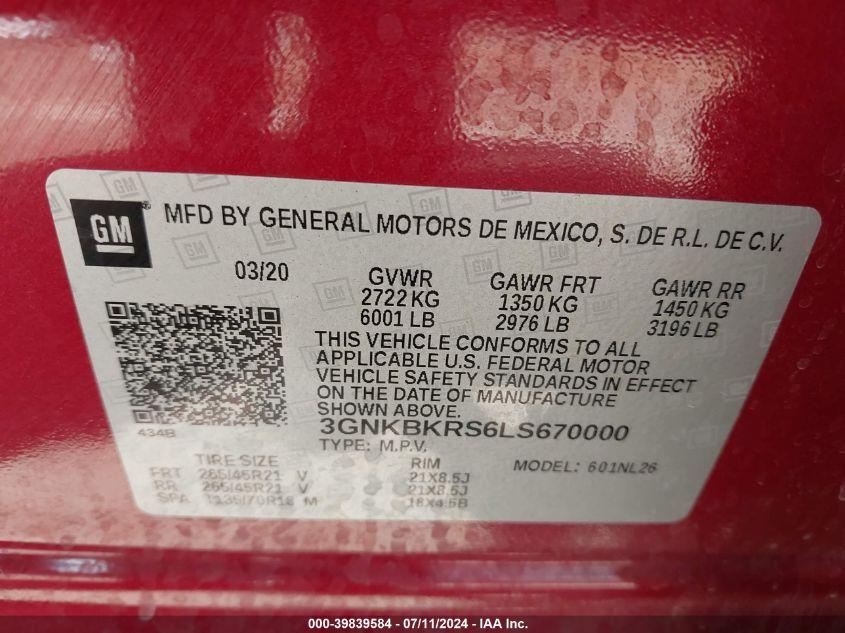 GM
MFD BY GENERAL MOTORS DE MEXICO, S. DE R.L. DE C.V.
03/20 GVWR GAWR FRT GAWR RR
2722 KG 1350 KG 1450 KG
6001 LB 2976 LB 3196 LB
THIS VEHICLE CONFORMS TO ALL
APPLICABLE U.S. FEDERAL MOTOR
VEHICLE SAFETY STANDARDS IN EFFECT
ON THE DATE OF MANUFACTURE
SHOWN ABOVE.
434B 3GNKBKRS6LS670000
TYPE: M.P.V. MODEL: 601NL26
TIRE SIZE RIM
FRT 265/45R21 V 21X8.5J
RR 265/45R21 V 21X8.5J
SPA T135/70R18 M 18X4.5B
000-39839584 / 07/11/2024 - IAA Inc.